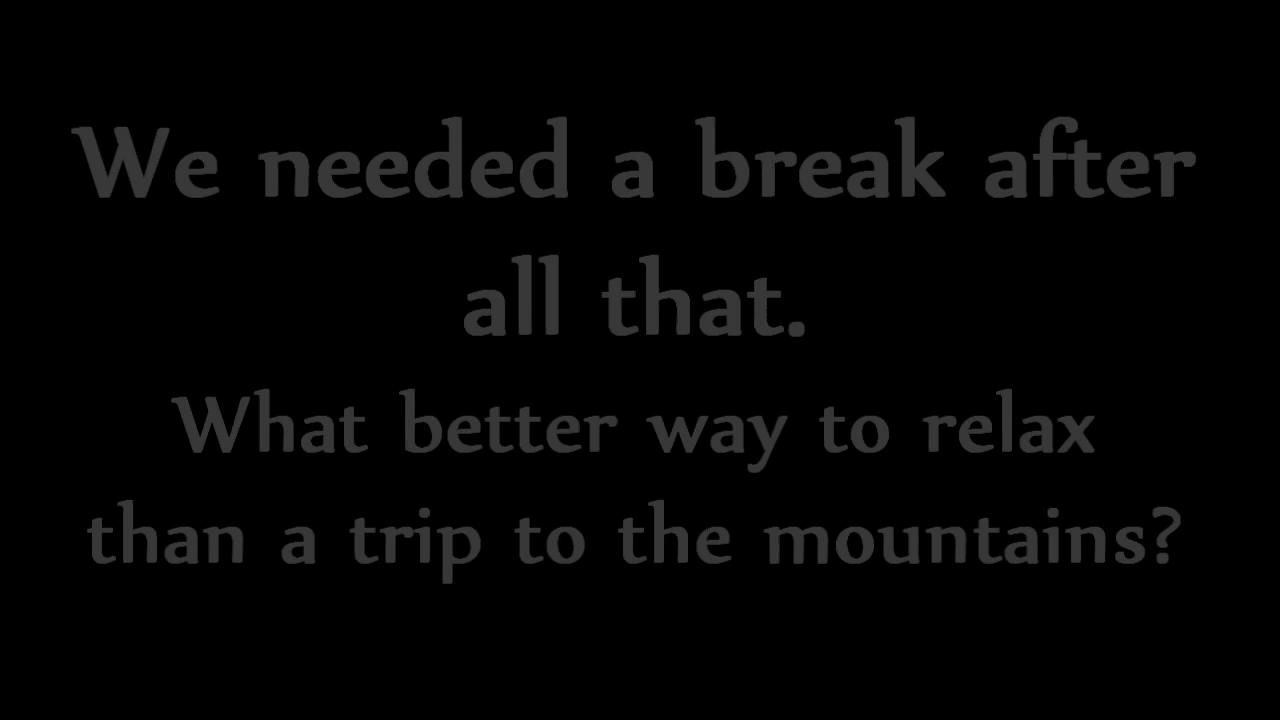 We needed a break after
all that.
What better way to relax
than a trip to the mountains?